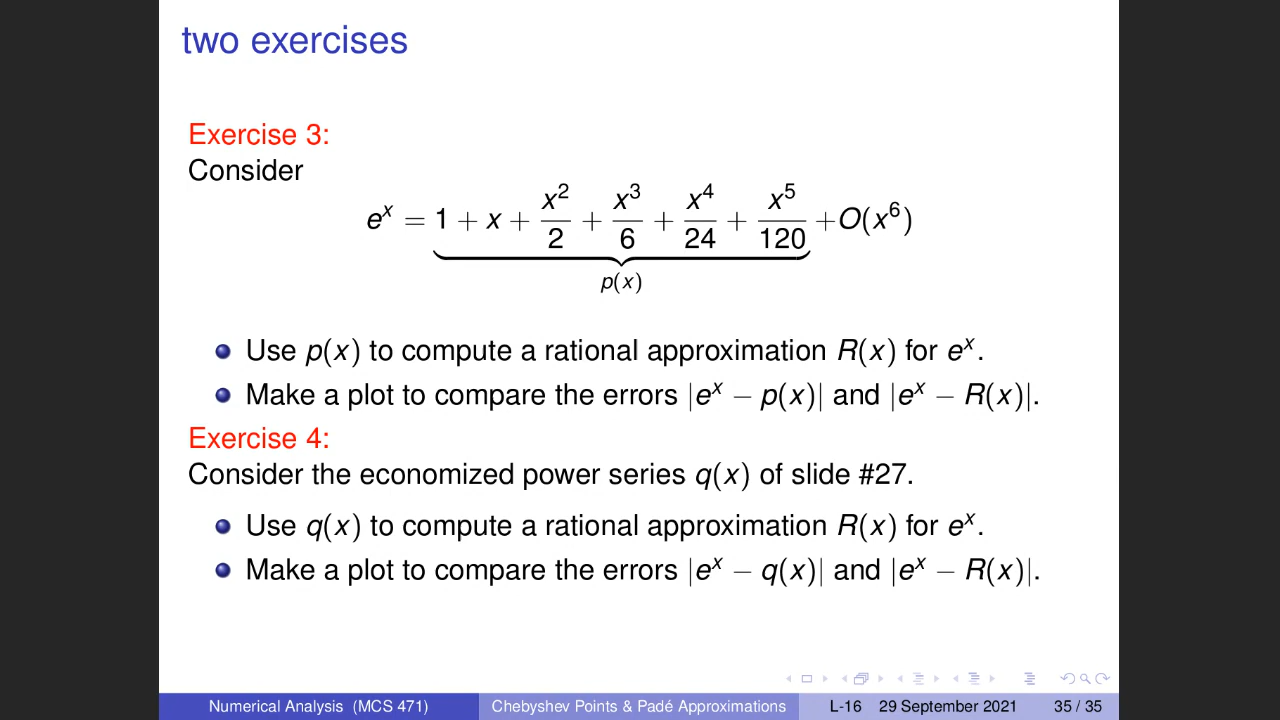 two exercises
Exercise 3:
Consider
e^x = 1 + x + x^2/2 + x^3/6 + x^4/24 + x^5/120 + O(x^6)
p(x)
• Use p(x) to compute a rational approximation R(x) for e^x.
• Make a plot to compare the errors |e^x − p(x)| and |e^x − R(x)|.
Exercise 4:
Consider the economized power series q(x) of slide #27.
• Use q(x) to compute a rational approximation R(x) for e^x.
• Make a plot to compare the errors |e^x − q(x)| and |e^x − R(x)|.
Numerical Analysis (MCS 471) Chebyshev Points & Padé Approximations L-16 29 September 2021 35 / 35